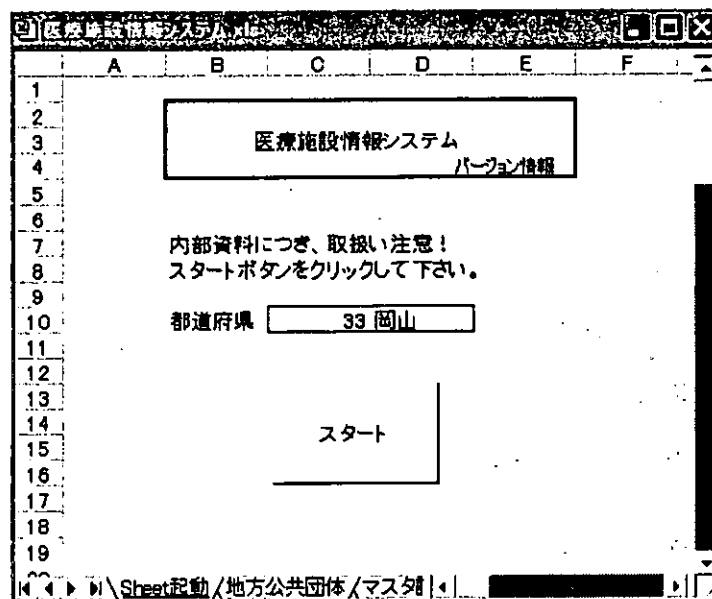 医療施設情報システム.xls
A B C D E F
1
2
3 医療施設情報システム
4 バージョン情報
5
6
7 内部資料につき、取扱い注意！
8 スタートボタンをクリックして下さい。
9
10 都道府県 33 岡山
11
12
13
14 スタート
15
16
17
18
19
Sheet起動 地方公共団体